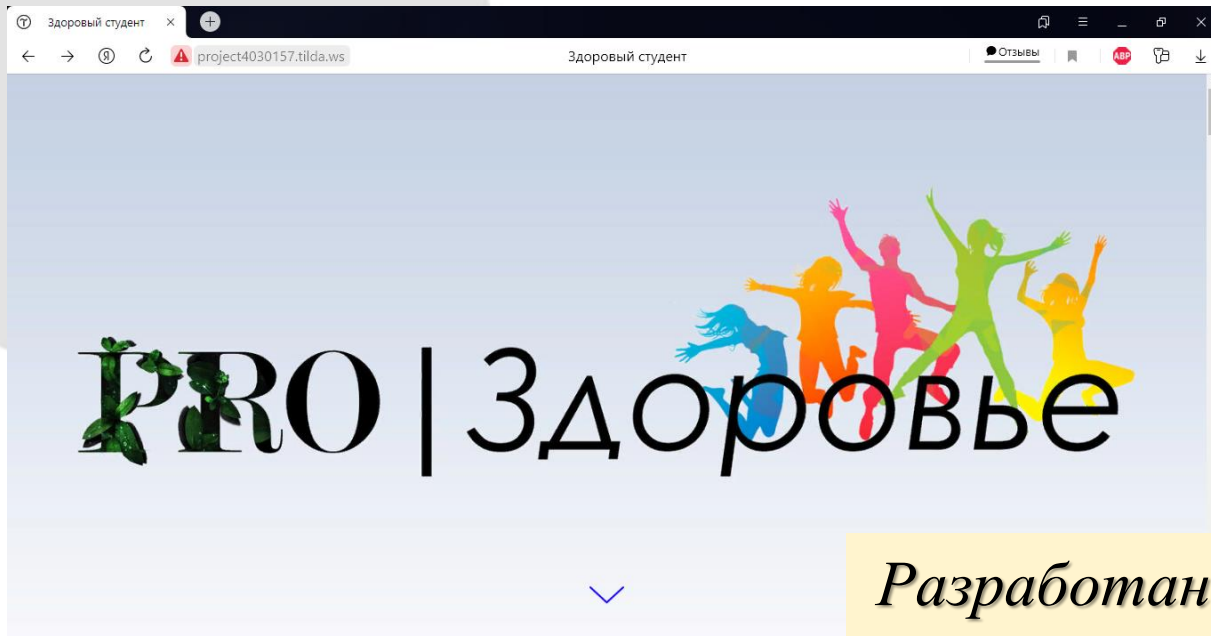 Здоровый студент
project4030157.tilda.ws Здоровый студент Отзывы ABP
PRO | Здоровье
Разработан